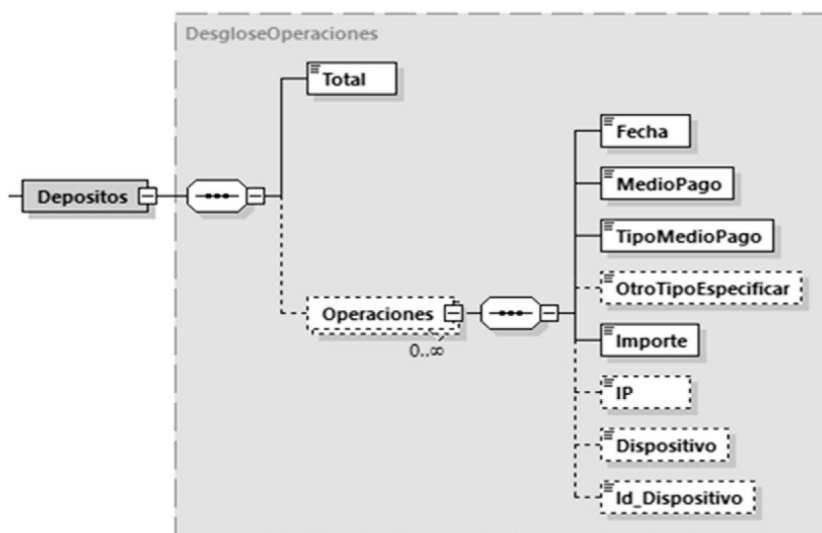 DesgloseOperaciones
Total
Depositos
Operaciones
0..∞
Fecha
MedioPago
TipoMedioPago
OtroTipoEspecificar
Importe
IP
Dispositivo
Id_Dispositivo